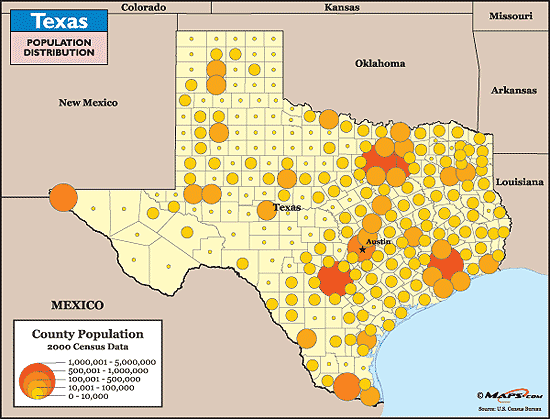 Texas
POPULATION
DISTRIBUTION
Colorado
Kansas
Missouri
Oklahoma
New Mexico
Arkansas
Louisiana
Texas
Austin
MEXICO
County Population
2000 Census Data
1,000,001 - 5,000,000
500,001 - 1,000,000
100,001 - 500,000
10,001 - 100,000
0 - 10,000
©MAPS.com
Source: U.S. Census Bureau